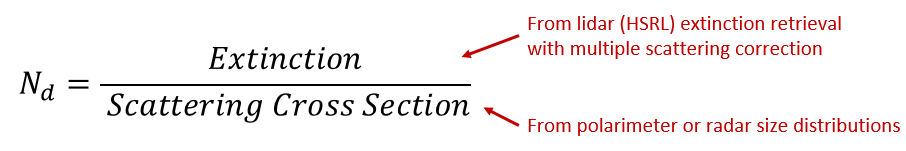 From lidar (HSRL) extinction retrieval
with multiple scattering correction
N_d = Extinction / Scattering Cross Section
From polarimeter or radar size distributions